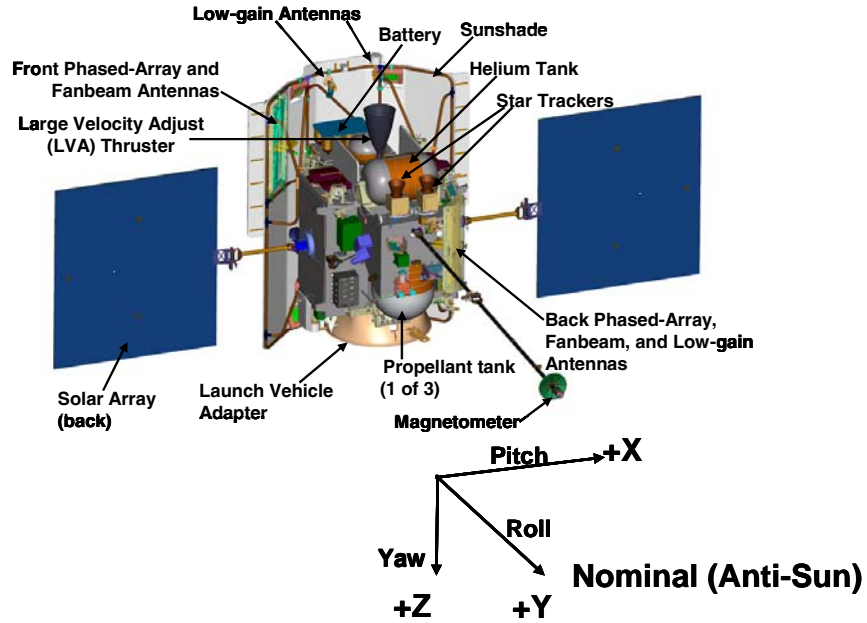 Low-gain Antennas
Battery
Sunshade
Front Phased-Array and
Fanbeam Antennas
Helium Tank
Star Trackers
Large Velocity Adjust
(LVA) Thruster
Solar Array
(back)
Launch Vehicle
Adapter
Propellant tank
(1 of 3)
Back Phased-Array,
Fanbeam, and Low-gain
Antennas
Magnetometer
Pitch
+X
Roll
Yaw
Nominal (Anti-Sun)
+Z
+Y